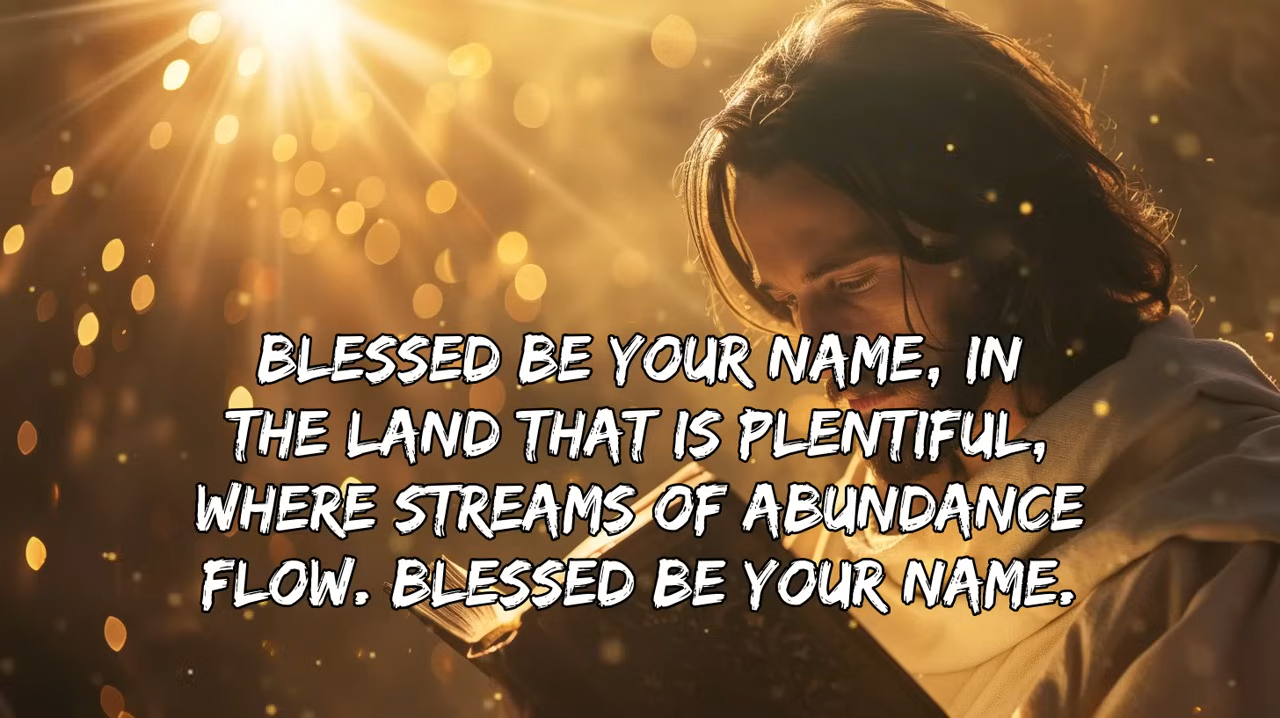 BLESSED BE YOUR NAME, IN
THE LAND THAT IS PLENTIFUL,
WHERE STREAMS OF ABUNDANCE
FLOW. BLESSED BE YOUR NAME.